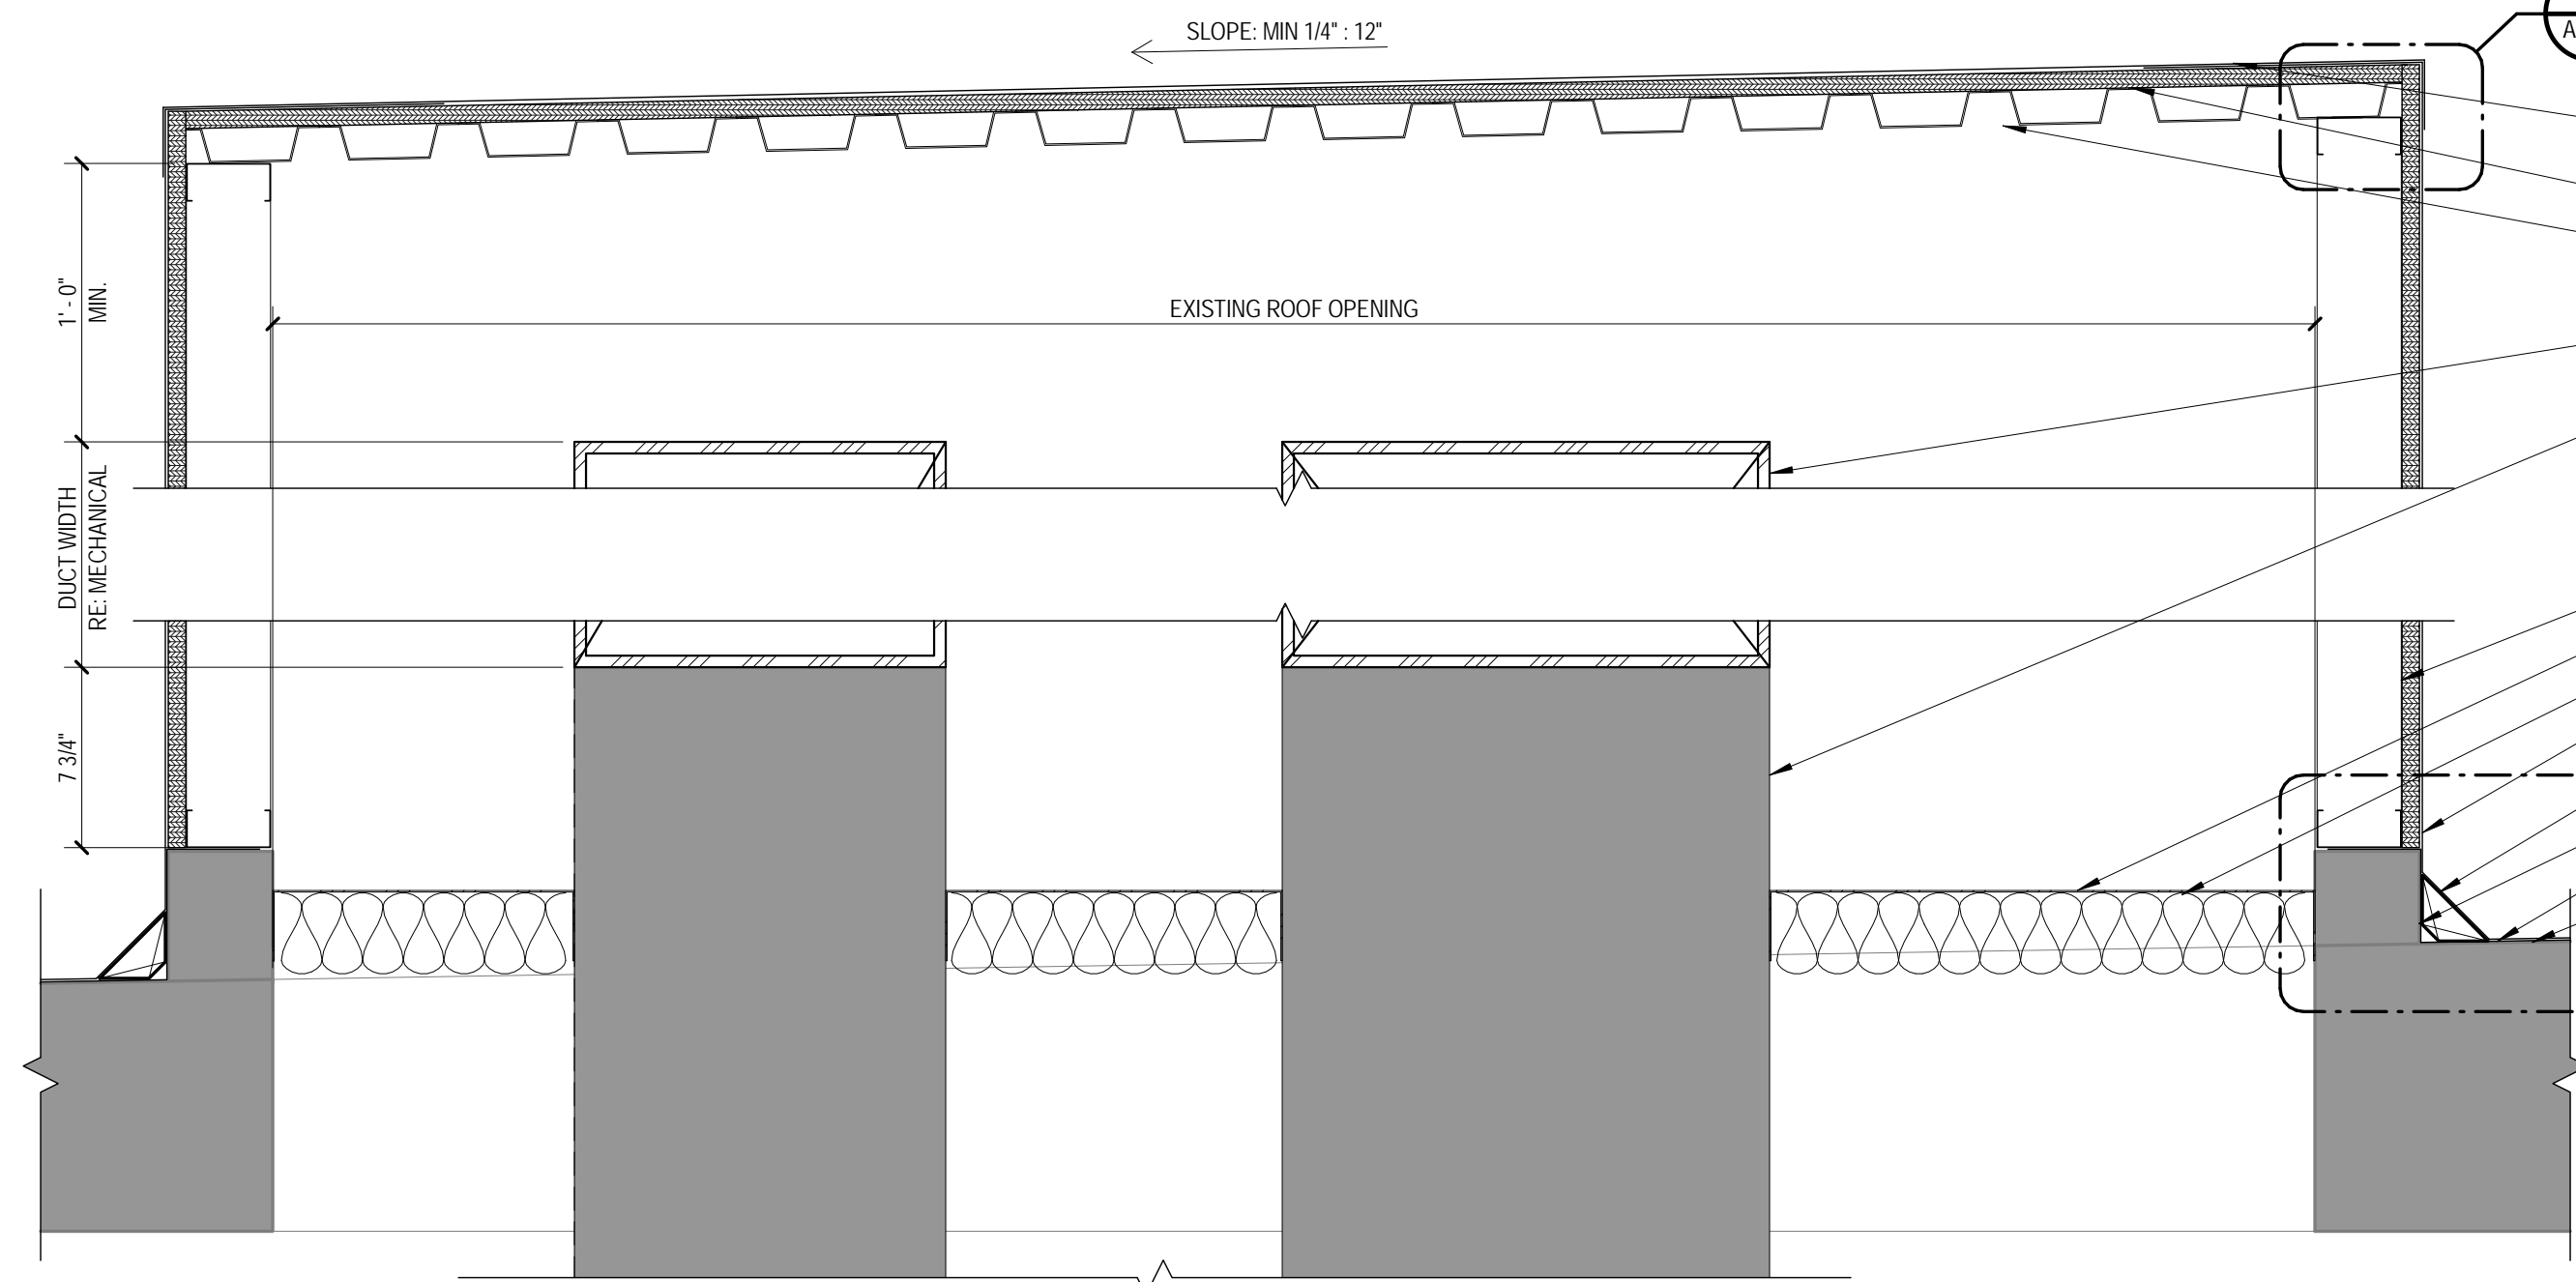 SLOPE: MIN 1/4" : 12"
A
1' - 0"
MIN.
EXISTING ROOF OPENING
DUCT WIDTH
RE: MECHANICAL
7 3/4"